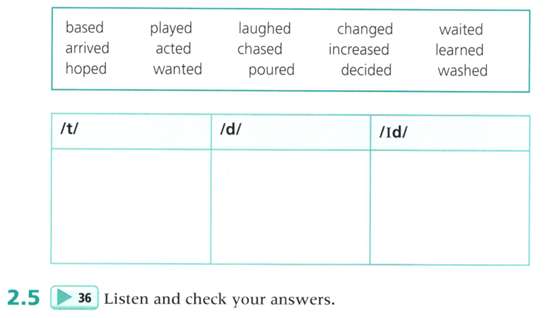 based played laughed changed waited
arrived acted chased increased learned
hoped wanted poured decided washed
/t/ /d/ /ɪd/
2.5 36 Listen and check your answers.